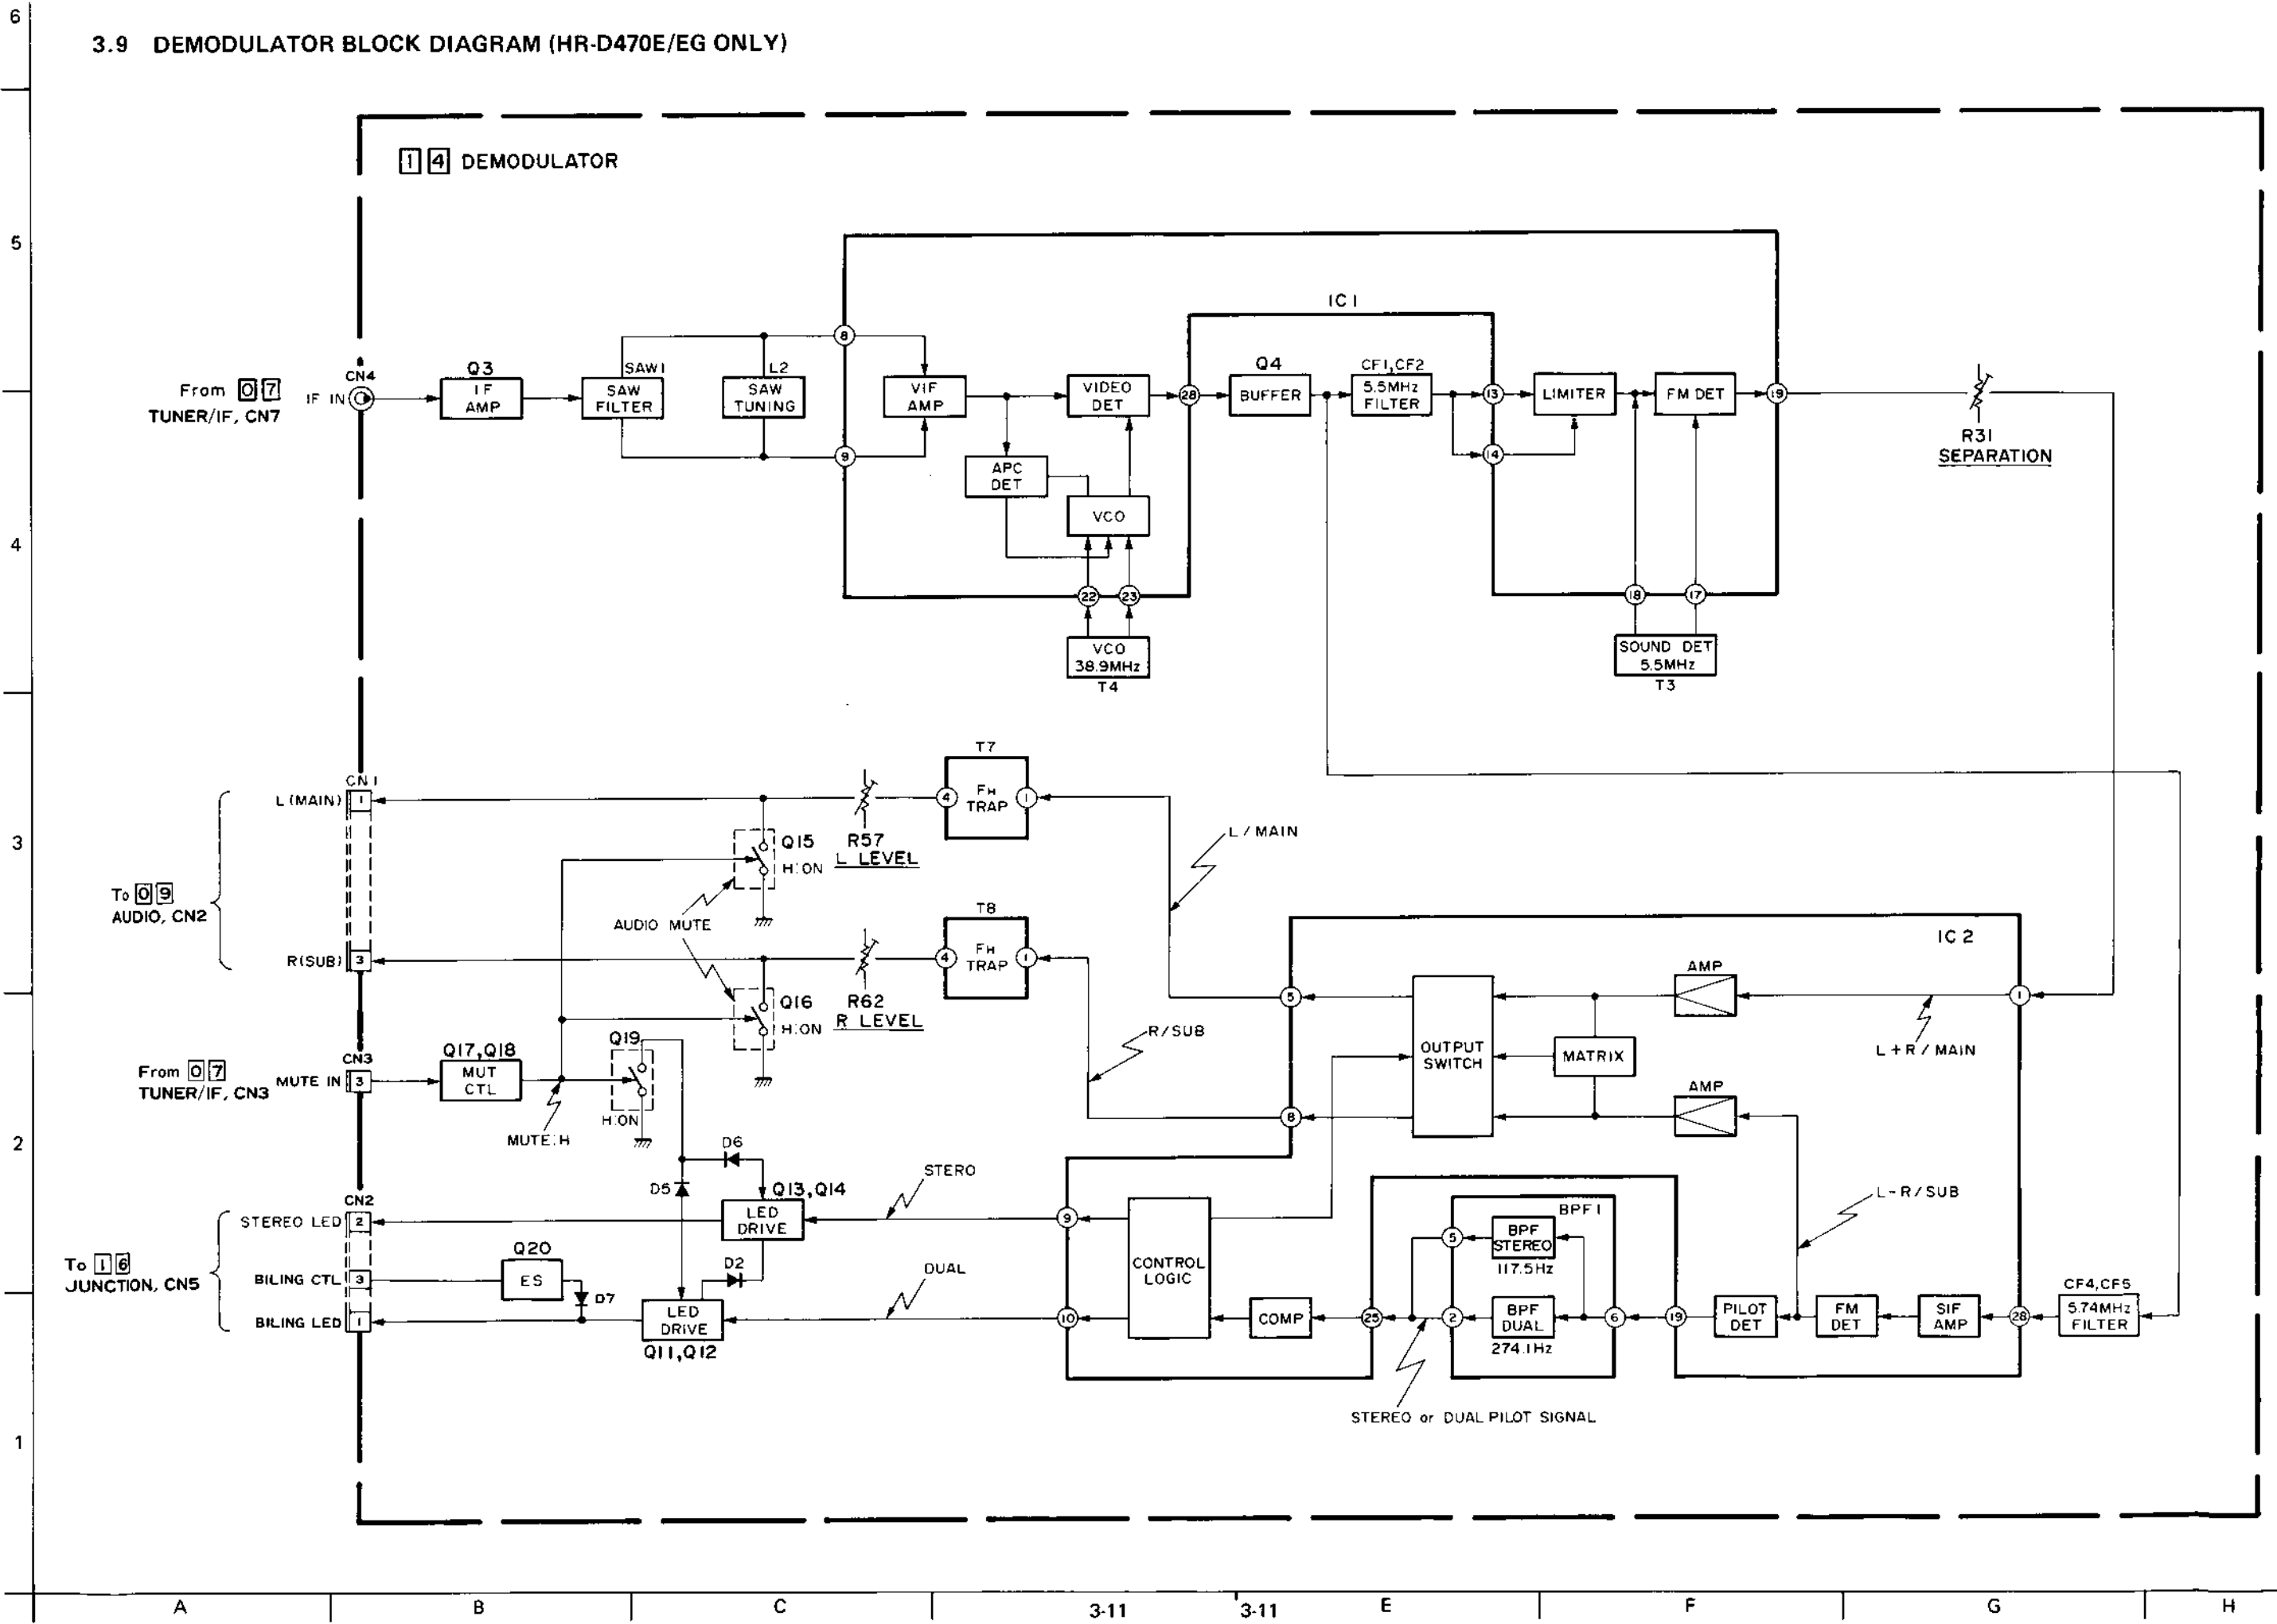 6
3.9 DEMODULATOR BLOCK DIAGRAM (HR-D470E/EG ONLY)
1 4 DEMODULATOR
5
IC1
From 0 7
TUNER/IF, CN7
IF IN
CN4
Q3
IF
AMP
SAW1
SAW
FILTER
L2
SAW
TUNING
8
9
VIF
AMP
APC
DET
VIDEO
DET
VCO
28
Q4
BUFFER
CF1,CF2
5.5MHz
FILTER
13
14
LIMITER
FM DET
19
R31
SEPARATION
4
22
23
VCO
38.9MHz
T4
18
17
SOUND DET
5.5MHz
T3
3
To 0 9
AUDIO, CN2
CN1
L (MAIN)
1
R(SUB)
3
Q15
H:ON
R57
L LEVEL
T7
4
FH
TRAP
1
L / MAIN
AUDIO MUTE
Q16
H:ON
R62
R LEVEL
T8
4
FH
TRAP
1
R/SUB
IC 2
5
8
OUTPUT
SWITCH
AMP
MATRIX
AMP
1
L+R / MAIN
From 0 7
TUNER/IF, CN3
CN3
MUTE IN
3
Q17,Q18
MUT
CTL
MUTE:H
Q19
H:ON
2
D6
D5
Q13,Q14
LED
DRIVE
STERO
To 1 6
JUNCTION, CN5
CN2
STEREO LED
2
BILING CTL
3
BILING LED
1
Q20
ES
D7
D2
LED
DRIVE
Q11,Q12
DUAL
9
10
CONTROL
LOGIC
COMP
25
BPF1
5
BPF
STEREO
117.5Hz
2
BPF
DUAL
274.1Hz
6
19
PILOT
DET
L-R/SUB
FM
DET
SIF
AMP
28
CF4,CF5
5.74MHz
FILTER
STEREO or DUAL PILOT SIGNAL
1
A
B
C
3-11
3-11
E
F
G
H